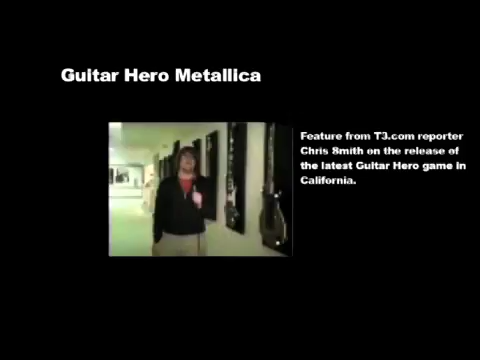 Guitar Hero Metallica
Feature from T3.com reporter
Chris Smith on the release of
the latest Guitar Hero game in
California.